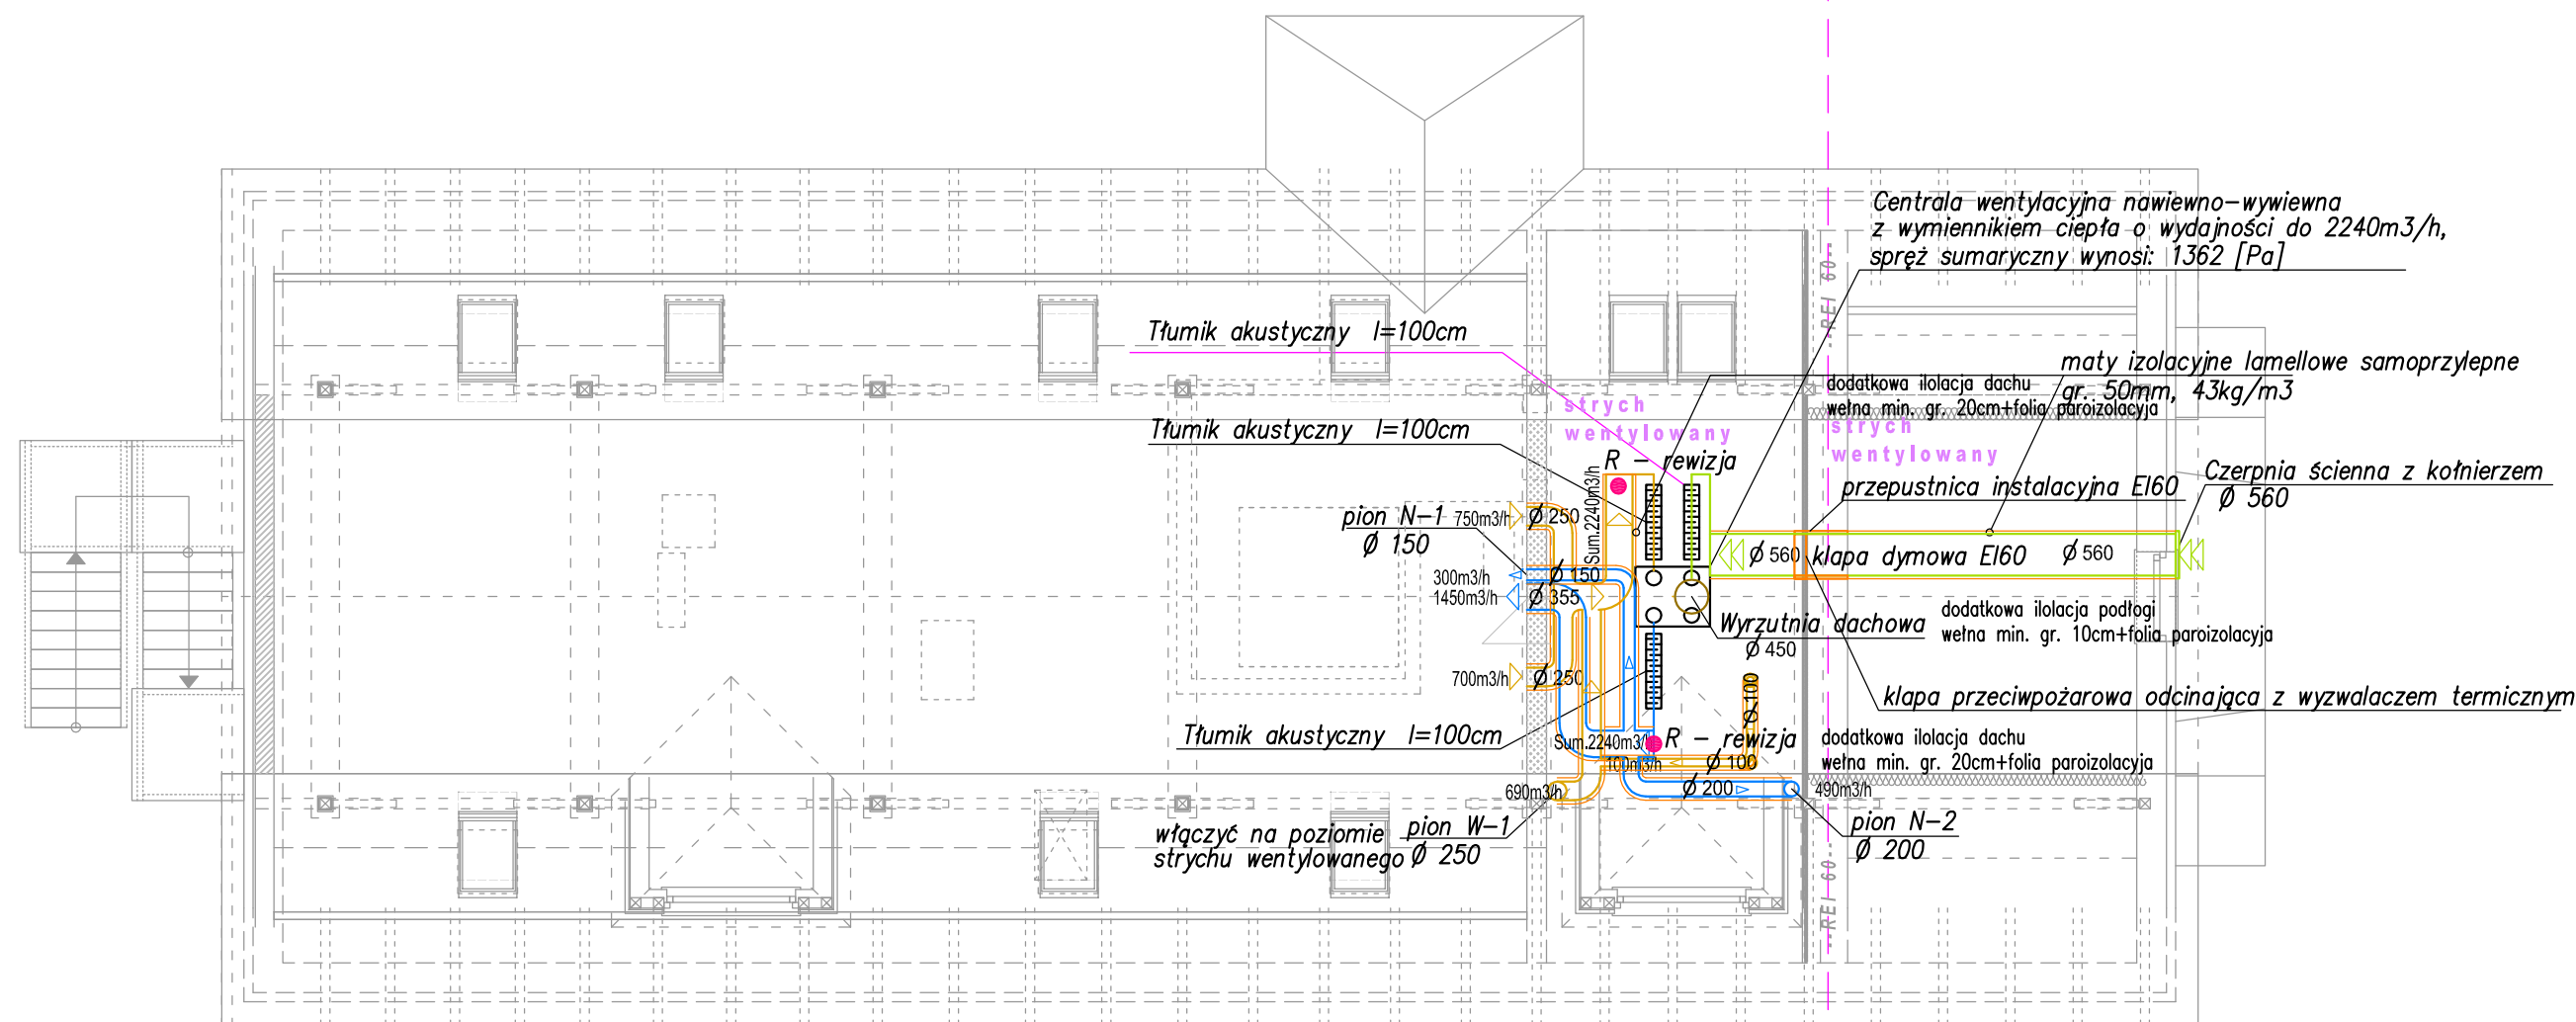 Centrala wentylacyjna nawiewno-wywiewna
z wymiennikiem ciepła o wydajności do 2240m3/h,
spręż sumaryczny wynosi: 1362 [Pa]
REI 60
Tłumik akustyczny l=100cm
maty izolacyjne lamellowe samoprzylepne
gr. 50mm, 43kg/m3
dodatkowa ilolacja dachu
wełna min. gr. 20cm+folia paroizolacyja
strych
wentylowany
strych
wentylowany
Tłumik akustyczny l=100cm
R - rewizja
Czerpnia ścienna z kołnierzem
Ø 560
przepustnica instalacyjna EI60
Sum.2240m3/h
pion N-1
Ø 150
750m3/h
Ø 250
Ø 560
klapa dymowa EI60
Ø 560
300m3/h
Ø 150
1450m3/h
Ø 355
Wyrzutnia dachowa
Ø 450
dodatkowa ilolacja podłogi
wełna min. gr. 10cm+folia paroizolacyja
700m3/h
Ø 250
Ø 100
klapa przeciwpożarowa odcinająca z wyzwalaczem termicznym
Tłumik akustyczny l=100cm
Sum.2240m3/h
R - rewizja
dodatkowa ilolacja dachu
wełna min. gr. 20cm+folia paroizolacyja
100m3/h
Ø 100
690m3/h
Ø 200
490m3/h
włączyć na poziomie
strychu wentylowanego
pion W-1
Ø 250
pion N-2
Ø 200
REI 60